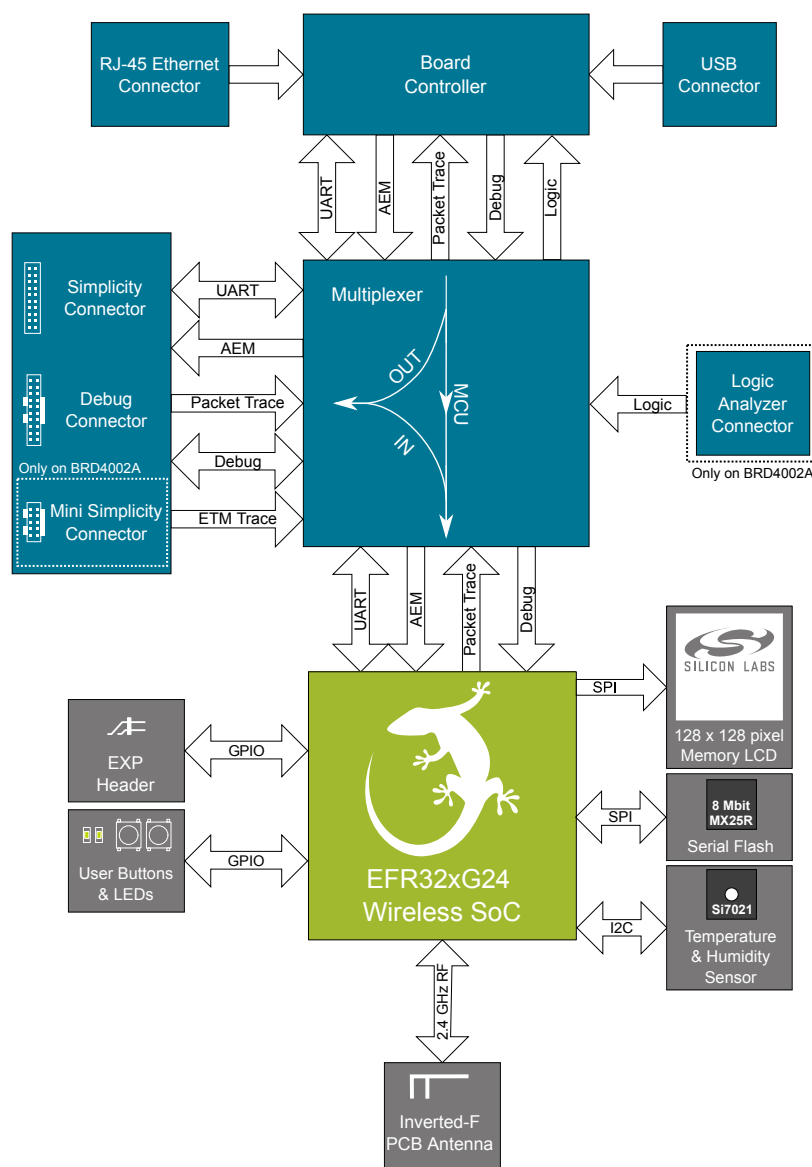 RJ-45 Ethernet
Connector
Board
Controller
USB
Connector
UART
AEM
Packet Trace
Debug
Logic
Simplicity
Connector
Debug
Connector
Only on BRD4002A
Mini Simplicity
Connector
UART
AEM
Packet Trace
Debug
ETM Trace
Multiplexer
OUT
IN
MCU
Logic
Logic
Analyzer
Connector
Only on BRD4002A
UART
AEM
Packet Trace
Debug
EXP
Header
GPIO
User Buttons
& LEDs
GPIO
EFR32xG24
Wireless SoC
SPI
SILICON LABS
128 x 128 pixel
Memory LCD
SPI
8 Mbit
MX25R
Serial Flash
I2C
Si7021
Temperature
& Humidity
Sensor
2.4 GHz RF
Inverted-F
PCB Antenna